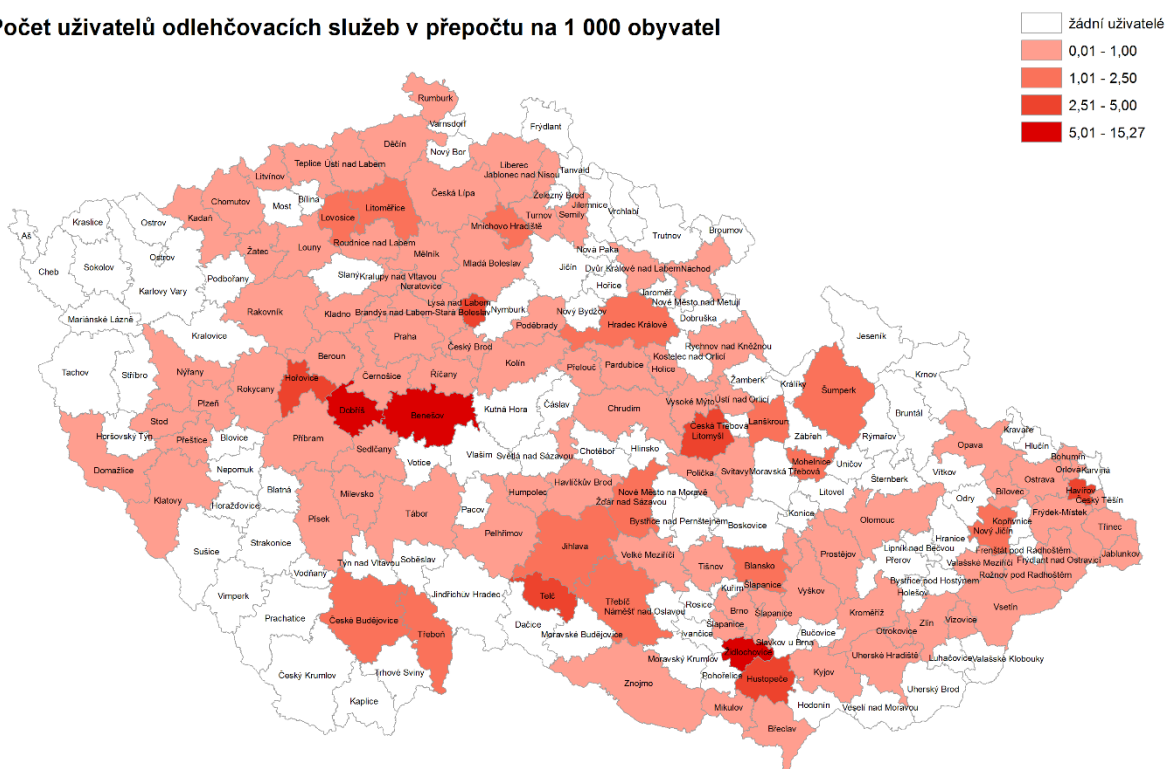 Počet uživatelů odlehčovacích služeb v přepočtu na 1 000 obyvatel
žádní uživatelé
0,01 - 1,00
1,01 - 2,50
2,51 - 5,00
5,01 - 15,27
Rumburk
Varnsdorf
Frýdlant
Děčín
Nový Bor
Teplice
Ústí nad Labem
Liberec
Jablonec nad Nisou
Tanvald
Litvínov
Česká Lípa
Železný Brod
Jilemnice
Chomutov
Most
Bílina
Litoměřice
Lovosice
Kadaň
Turnov
Semily
Vrchlabí
Trutnov
Broumov
Mnichovo Hradiště
Kraslice
Ostrov
Aš
Cheb
Sokolov
Ostrov
Karlovy Vary
Podbořany
Žatec
Louny
Roudnice nad Labem
Mělník
Mladá Boleslav
Nová Paka
Jičín
Dvůr Králové nad Labem
Náchod
Hořice
Jaroměř
Nové Město nad Metují
Dobruška
Slaný
Kralupy nad Vltavou
Neratovice
Lysá nad Labem
Nymburk
Nový Bydžov
Mariánské Lázně
Rakovník
Kladno
Brandýs nad Labem-Stará Boleslav
Poděbrady
Hradec Králové
Kralovice
Praha
Český Brod
Rychnov nad Kněžnou
Kostelec nad Orlicí
Jeseník
Tachov
Stříbro
Nýřany
Plzeň
Rokycany
Beroun
Hořovice
Černošice
Říčany
Kolín
Přelouč
Pardubice
Holice
Žamberk
Králíky
Šumperk
Krnov
Dobříš
Benešov
Kutná Hora
Čáslav
Chrudim
Vysoké Mýto
Ústí nad Orlicí
Lanškroun
Bruntál
Stod
Horšovský Týn
Přeštice
Blovice
Příbram
Sedlčany
Votice
Vlašim
Světlá nad Sázavou
Chotěboř
Hlinsko
Česká Třebová
Litomyšl
Zábřeh
Rýmařov
Opava
Kravaře
Hlučín
Bohumín
Orlová
Karviná
Domažlice
Klatovy
Nepomuk
Blatná
Horažďovice
Milevsko
Tábor
Pacov
Humpolec
Havlíčkův Brod
Polička
Svitavy
Moravská Třebová
Mohelnice
Uničov
Šternberk
Vítkov
Bílovec
Ostrava
Havířov
Český Těšín
Litovel
Odry
Frýdek-Místek
Třinec
Nové Město na Moravě
Žďár nad Sázavou
Bystřice nad Pernštejnem
Boskovice
Konice
Olomouc
Hranice
Nový Jičín
Kopřivnice
Písek
Strakonice
Sušice
Pelhřimov
Jihlava
Velké Meziříčí
Tišnov
Blansko
Prostějov
Lipník nad Bečvou
Přerov
Valašské Meziříčí
Frenštát pod Radhoštěm
Frýdlant nad Ostravicí
Jablunkov
Rožnov pod Radhoštěm
Vodňany
Týn nad Vltavou
Soběslav
Jindřichův Hradec
Telč
Třebíč
Náměšť nad Oslavou
Kuřim
Šlapanice
Vyškov
Bystřice pod Hostýnem
Holešov
Vsetín
Vimperk
Prachatice
České Budějovice
Třeboň
Dačice
Moravské Budějovice
Rosice
Ivančice
Brno
Šlapanice
Šlapanice
Bučovice
Slavkov u Brna
Kroměříž
Otrokovice
Zlín
Vizovice
Český Krumlov
Trhové Sviny
Kaplice
Moravský Krumlov
Pohořelice
Židlochovice
Hustopeče
Kyjov
Uherské Hradiště
Luhačovice
Valašské Klobouky
Uherský Brod
Znojmo
Mikulov
Břeclav
Hodonín
Veselí nad Moravou